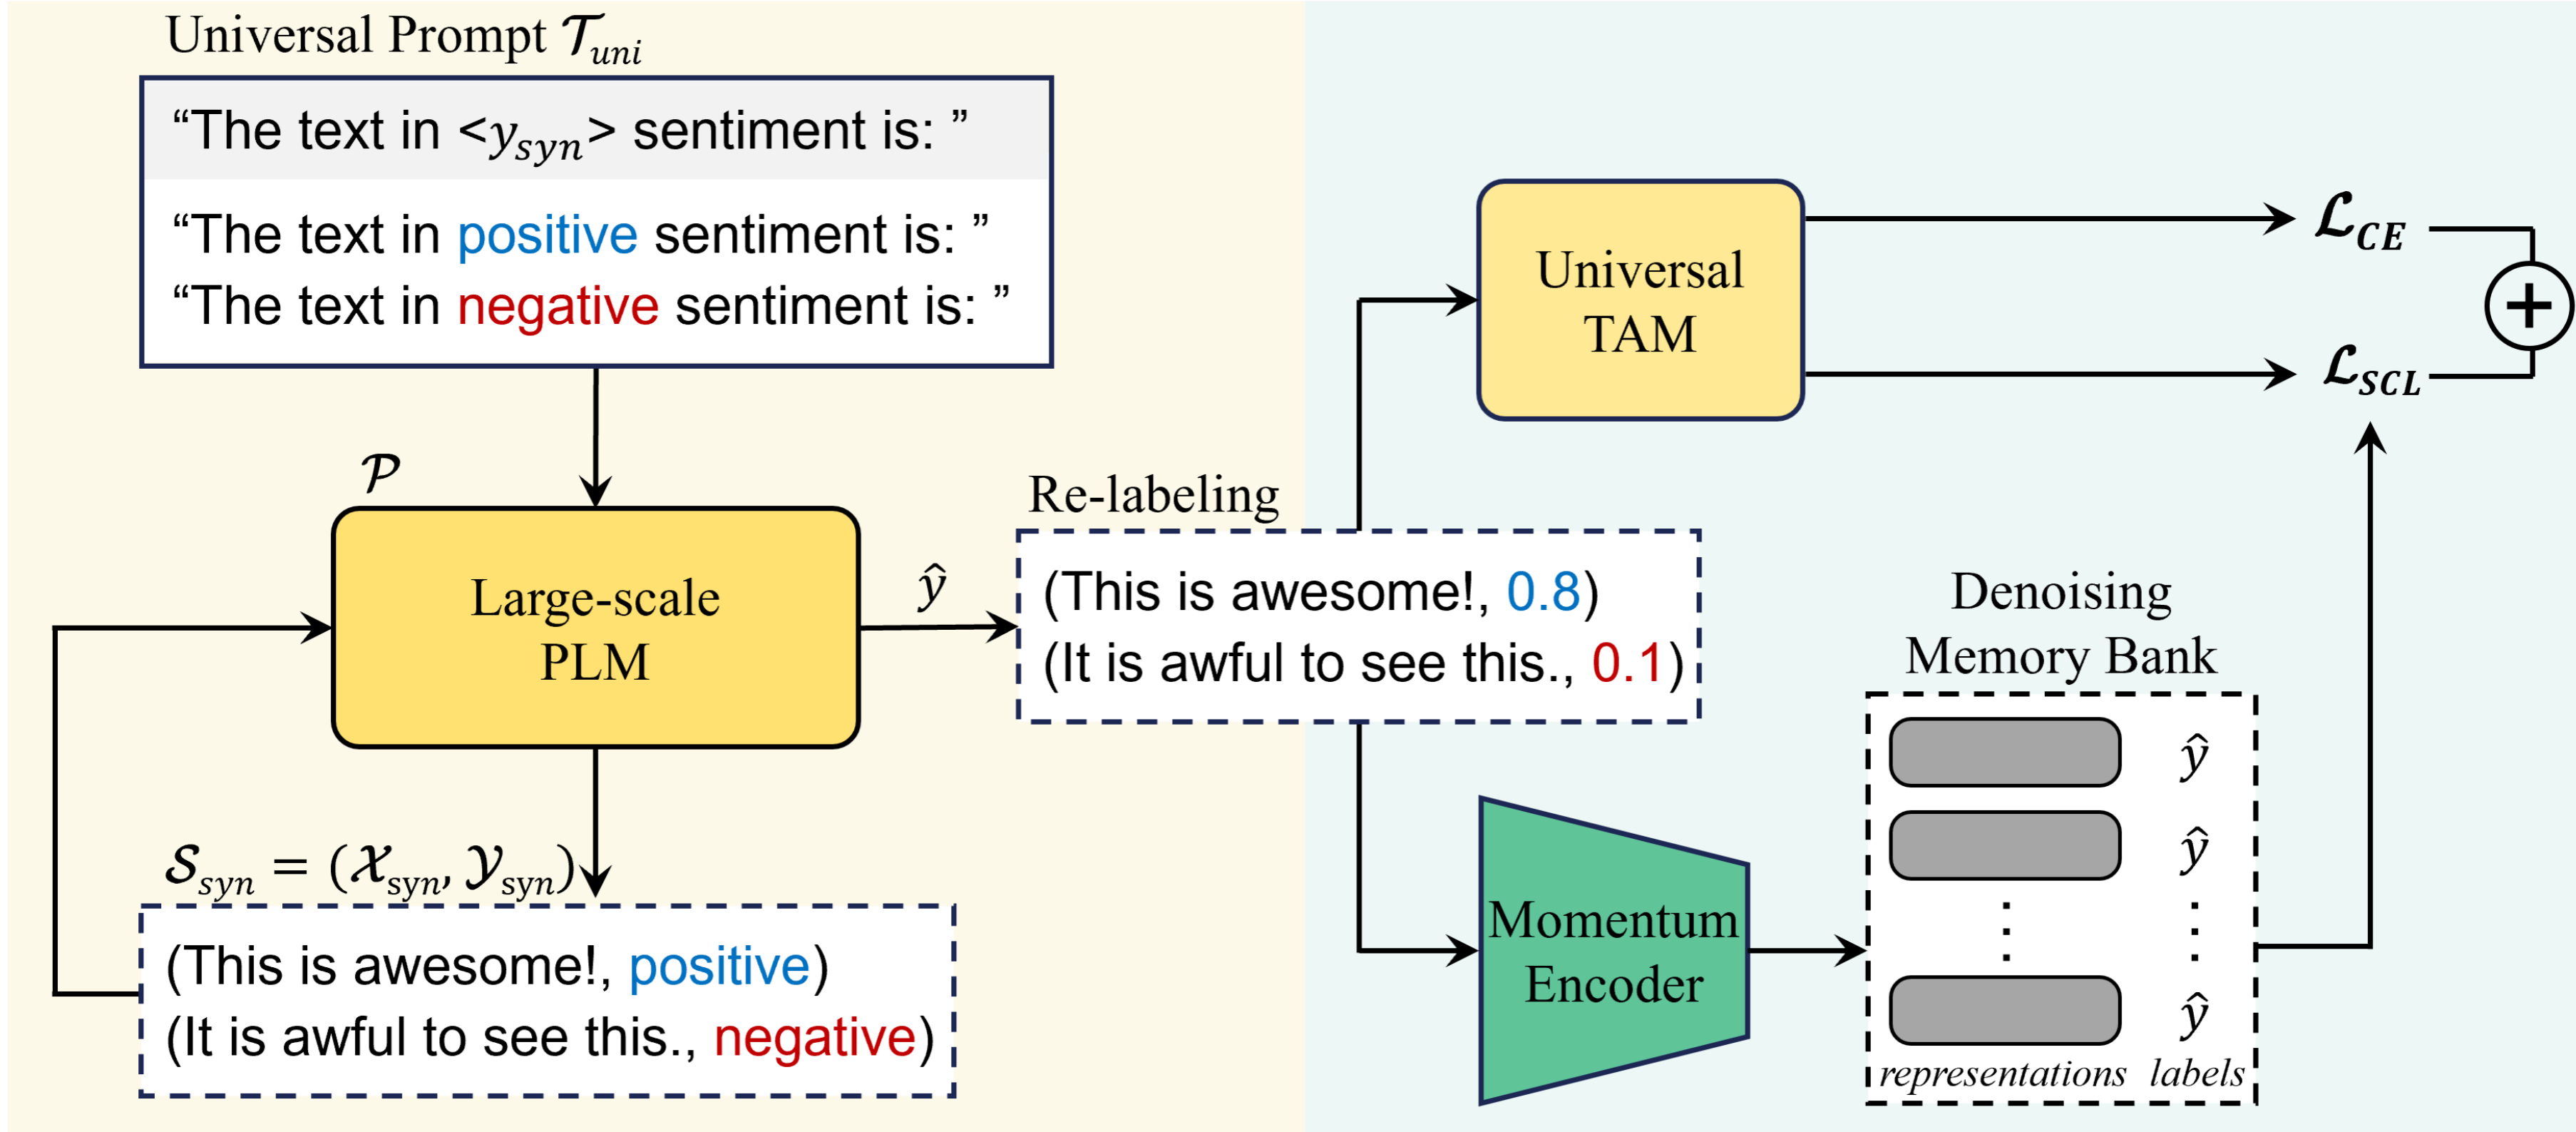 Universal Prompt 𝒯uni
“The text in <ysyn> sentiment is: ”
“The text in positive sentiment is: ”
“The text in negative sentiment is: ”
𝒫
Large-scale
PLM
𝒮syn = (𝒳syn, 𝒴syn)
(This is awesome!, positive)
(It is awful to see this., negative)
ŷ
Re-labeling
(This is awesome!, 0.8)
(It is awful to see this., 0.1)
Universal
TAM
ℒCE
+
ℒSCL
Momentum
Encoder
Denoising
Memory Bank
ŷ
ŷ
⋮ ⋮
ŷ
representations labels